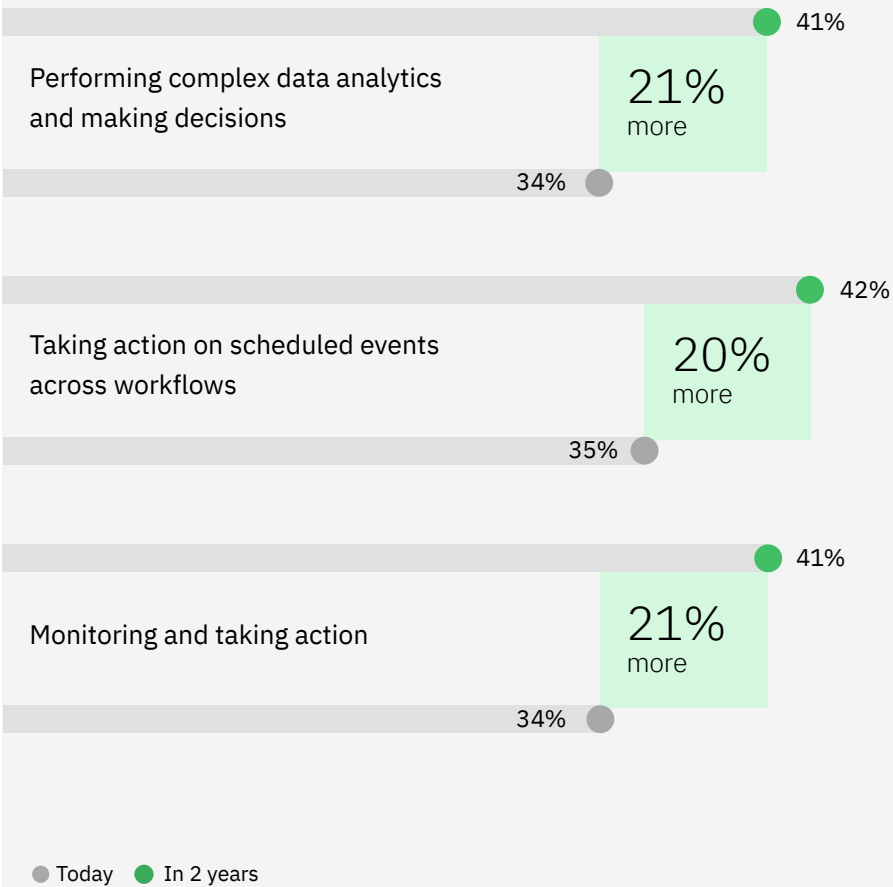 41%
Performing complex data analytics
and making decisions
21%
more
34%
42%
Taking action on scheduled events
across workflows
20%
more
35%
41%
Monitoring and taking action
21%
more
34%
Today In 2 years